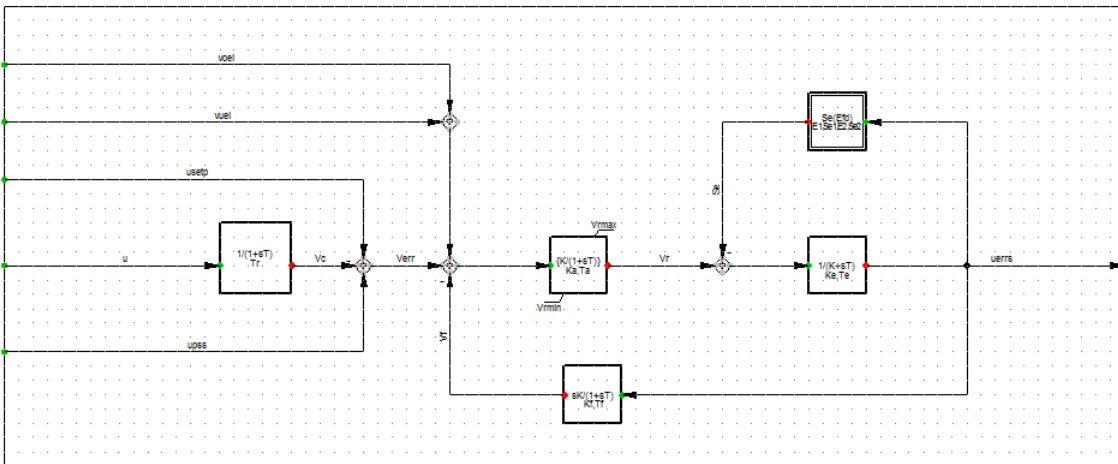 voel
vuel
usetp
u
1/(1+sT)
Tr
Vc
Verr
upss
Vrmax
{K/(1+sT)}
Ka,Ta
Vrmin
Vr
Vf
sK/(1+sT)
Kf,Tf
Se(Efd)
E1,Se1,E2,Se2
1/(K+sT)
Ke,Te
uerrs